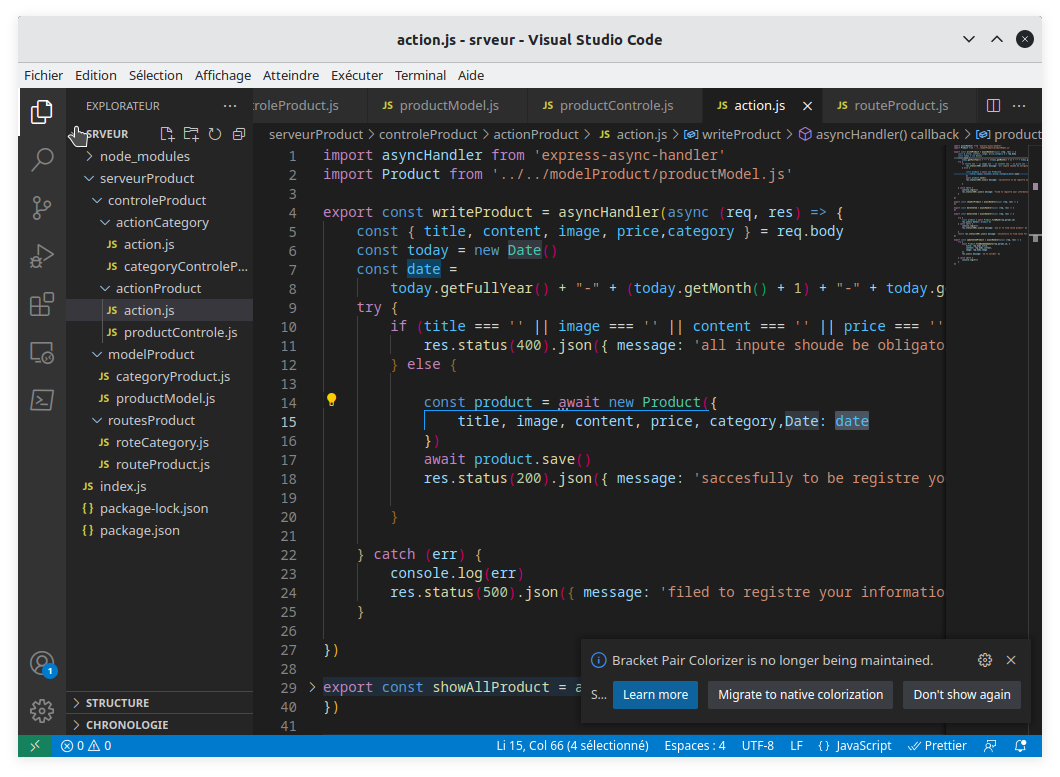 action.js - srveur - Visual Studio Code
Fichier Edition Sélection Affichage Atteindre Exécuter Terminal Aide
EXPLORATEUR ···
troleProduct.js JS productModel.js JS productControle.js JS action.js JS routeProduct.js ···
SRVEUR
serveurProduct > controleProduct > actionProduct > JS action.js > writeProduct > asyncHandler() callback > product
node_modules
serveurProduct
controleProduct
actionCategory
JS action.js
JS categoryControleP...
actionProduct
JS action.js
JS productControle.js
modelProduct
JS categoryProduct.js
JS productModel.js
routesProduct
JS roteCategory.js
JS routeProduct.js
JS index.js
{} package-lock.json
{} package.json
STRUCTURE
CHRONOLOGIE
1
1 import asyncHandler from 'express-async-handler'
2 import Product from '../../modelProduct/productModel.js'
3
4 export const writeProduct = asyncHandler(async (req, res) => {
5 const { title, content, image, price,category } = req.body
6 const today = new Date()
7 const date =
8 today.getFullYear() + "-" + (today.getMonth() + 1) + "-" + today.g
9 try {
10 if (title === '' || image === '' || content === '' || price === ''
11 res.status(400).json({ message: 'all inpute shoude be obligato
12 } else {
13
14 const product = await new Product({
15 title, image, content, price, category,Date: date
16 })
17 await product.save()
18 res.status(200).json({ message: 'saccesfully to be registre yo
19
20 }
21
22 } catch (err) {
23 console.log(err)
24 res.status(500).json({ message: 'filed to registre your informatio
25 }
26
27 })
28
29 export const showAllProduct = a
40 })
41
Bracket Pair Colorizer is no longer being maintained.
S... Learn more Migrate to native colorization Don't show again
0 0 Li 15, Col 66 (4 sélectionné) Espaces : 4 UTF-8 LF {} JavaScript Prettier